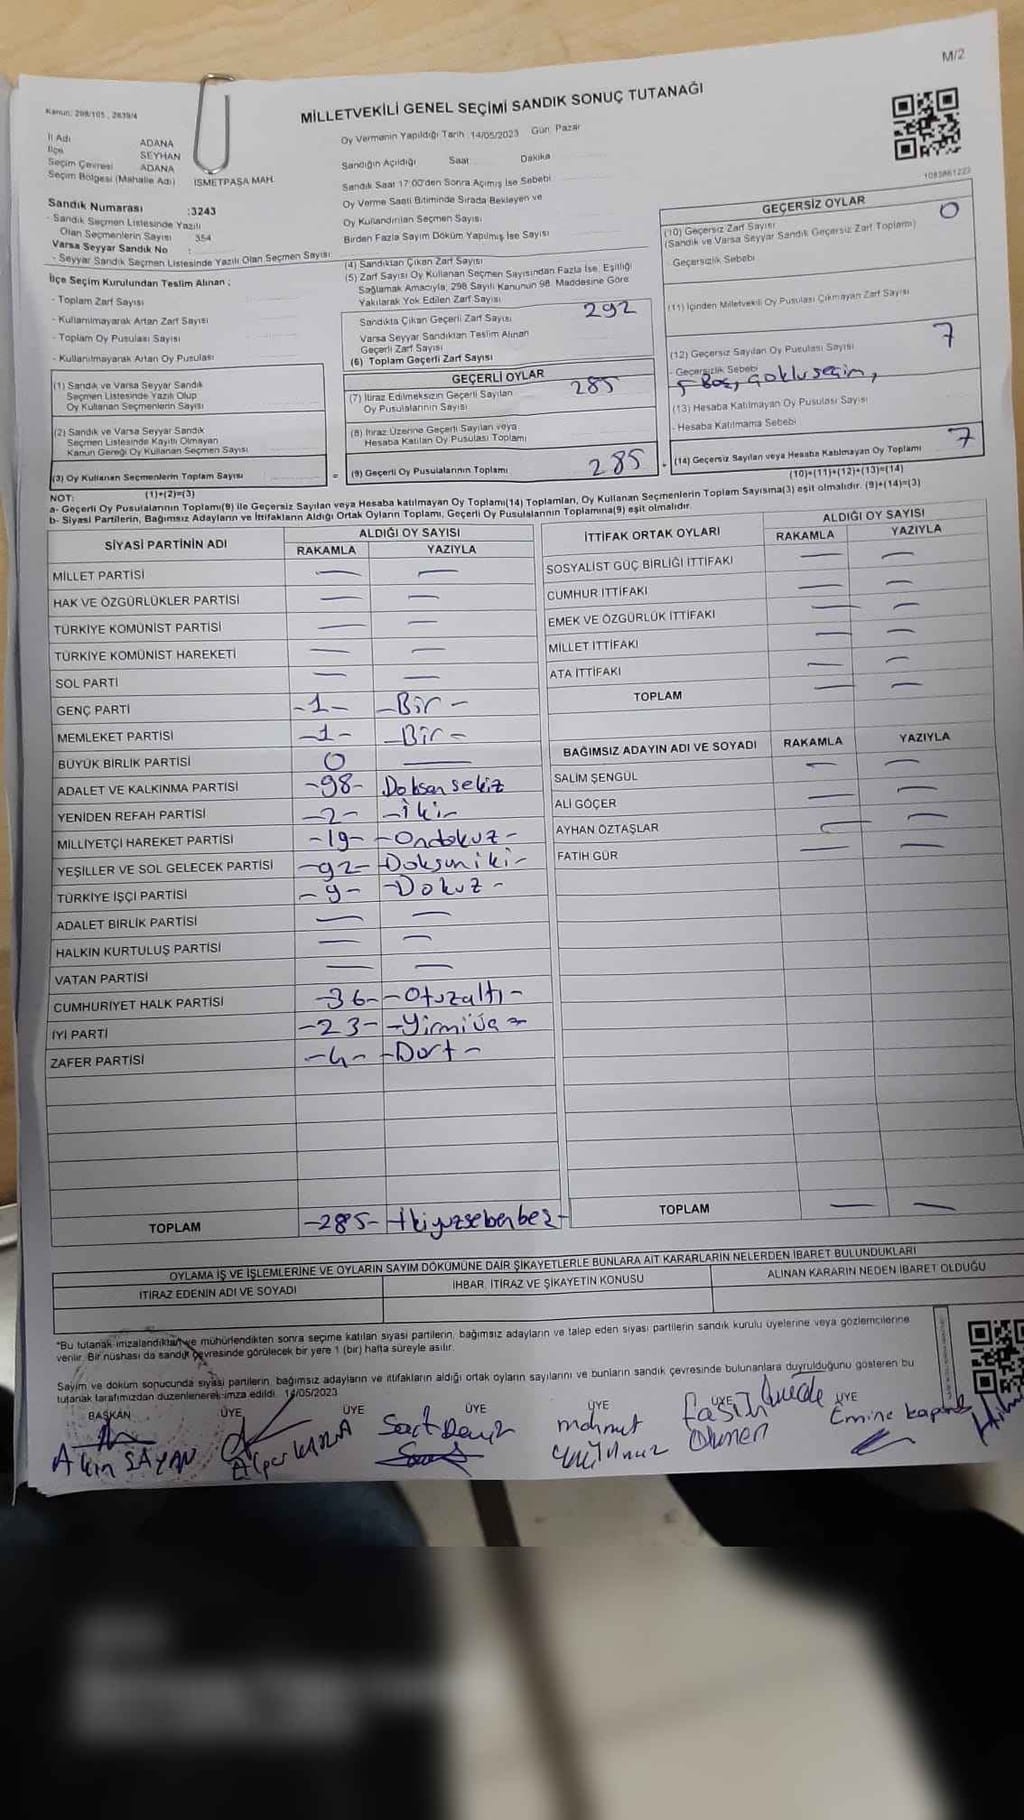 M/2
Kanun: 298/105 , 2839/4
MİLLETVEKİLİ GENEL SEÇİMİ SANDIK SONUÇ TUTANAĞI
İl Adı ADANA
İlçe SEYHAN
Seçim Çevresi ADANA
Seçim Bölgesi (Mahalle Adı) İSMETPAŞA MAH.
Oy Vermenin Yapıldığı Tarih :14/05/2023 Gün: Pazar
Sandığın Açıldığı Saat Dakika
Sandık Saat 17:00'den Sonra Açımış İse Sebebi
Oy Verme Saati Bitiminde Sırada Bekleyen ve
Oy Kullandırılan Seçmen Sayısı
Birden Fazla Sayım Döküm Yapılmış İse Sayısı
Sandık Numarası :3243
- Sandık Seçmen Listesinde Yazılı
Olan Seçmenlerin Sayısı : 354
Varsa Seyyar Sandık No :
- Seyyar Sandık Seçmen Listesinde Yazılı Olan Seçmen Sayısı:
İlçe Seçim Kurulundan Teslim Alınan ;
- Toplam Zarf Sayısı
- Kullanılmayarak Artan Zarf Sayısı
- Toplam Oy Pusulası Sayısı
- Kullanılmayarak Artan Oy Pusulası
(1) Sandık ve Varsa Seyyar Sandık
Seçmen Listesinde Yazılı Olup
Oy Kullanan Seçmenlerin Sayısı
(2) Sandık ve Varsa Seyyar Sandık
Seçmen Listesinde Kayıtlı Olmayan
Kanun Gereği Oy Kullanan Seçmen Sayısı
(3) Oy Kullanan Seçmenlerin Toplam Sayısı
(1)+(2)=(3)
(4) Sandıktan Çıkan Zarf Sayısı
(5) Zarf Sayısı Oy Kullanan Seçmen Sayısından Fazla İse, Eşitliği
Sağlamak Amacıyla, 298 Sayılı Kanunun 98. Maddesine Göre
Yakılarak Yok Edilen Zarf Sayısı
Sandıkta Çıkan Geçerli Zarf Sayısı 292
Varsa Seyyar Sandıktan Teslim Alınan
Geçerli Zarf Sayısı
(6) Toplam Geçerli Zarf Sayısı
GEÇERLİ OYLAR
(7) İtiraz Edilmeksizin Geçerli Sayılan
Oy Pusulalarının Sayısı 285
(8) İtiraz Üzerine Geçerli Sayılan veya
Hesaba Katılan Oy Pusulası Toplamı
= (9) Geçerli Oy Pusulalarının Toplamı 285 +
1083861223
GEÇERSİZ OYLAR
(10) Geçersiz Zarf Sayısı 0
(Sandık ve Varsa Seyyar Sandık Geçersiz Zarf Toplamı)
- Geçersizlik Sebebi
(11) İçinden Milletvekili Oy Pusulası Çıkmayan Zarf Sayısı
(12) Geçersiz Sayılan Oy Pusulası Sayısı 7
- Geçersizlik Sebebi
5 Boş, çoklu seçim,
(13) Hesaba Katılmayan Oy Pusulası Sayısı
- Hesaba Katılmama Sebebi
(14) Geçersiz Sayılan veya Hesaba Katılmayan Oy Toplamı 7
(10)+(11)+(12)+(13)=(14)
NOT:
a- Geçerli Oy Pusulalarının Toplamı(9) ile Geçersiz Sayılan veya Hesaba katılmayan Oy Toplamı(14) Toplamları, Oy Kullanan Seçmenlerin Toplam Sayısına(3) eşit olmalıdır. (9)+(14)=(3)
b- Siyasi Partilerin, Bağımsız Adayların ve İttifakların Aldığı Ortak Oyların Toplamı, Geçerli Oy Pusulalarının Toplamına(9) eşit olmalıdır.
SİYASİ PARTİNİN ADI ALDIĞI OY SAYISI
RAKAMLA YAZIYLA
MİLLET PARTİSİ — —
HAK VE ÖZGÜRLÜKLER PARTİSİ — —
TÜRKİYE KOMÜNİST PARTİSİ — —
TÜRKİYE KOMÜNİST HAREKETİ — —
SOL PARTİ — —
GENÇ PARTİ -1- -Bir-
MEMLEKET PARTİSİ -1- -Bir-
BÜYÜK BİRLİK PARTİSİ 0 —
ADALET VE KALKINMA PARTİSİ -98- Doksan sekiz
YENİDEN REFAH PARTİSİ -2- -İki-
MİLLİYETÇİ HAREKET PARTİSİ -19- -Ondokuz-
YEŞİLLER VE SOL GELECEK PARTİSİ -92- -Doksaniki-
TÜRKİYE İŞÇİ PARTİSİ -9- -Dokuz-
ADALET BİRLİK PARTİSİ — —
HALKIN KURTULUŞ PARTİSİ — —
VATAN PARTİSİ — —
CUMHURİYET HALK PARTİSİ -36- -Otuzaltı-
İYİ PARTİ -23- -Yirmiüç-
ZAFER PARTİSİ -4- -Dört-
TOPLAM -285- -İkiyüzseksenbeş-
İTTİFAK ORTAK OYLARI ALDIĞI OY SAYISI
RAKAMLA YAZIYLA
SOSYALİST GÜÇ BİRLİĞİ İTTİFAKI — —
CUMHUR İTTİFAKI — —
EMEK VE ÖZGÜRLÜK İTTİFAKI — —
MİLLET İTTİFAKI — —
ATA İTTİFAKI — —
TOPLAM — —
BAĞIMSIZ ADAYIN ADI VE SOYADI RAKAMLA YAZIYLA
SALİM ŞENGÜL — —
ALİ GÖÇER — —
AYHAN ÖZTAŞLAR — —
FATİH GÜR — —
TOPLAM — —
OYLAMA İŞ VE İŞLEMLERİNE VE OYLARIN SAYIM DÖKÜMÜNE DAİR ŞİKAYETLERLE BUNLARA AİT KARARLARIN NELERDEN İBARET BULUNDUKLARI
İTİRAZ EDENİN ADI VE SOYADI İHBAR, İTİRAZ VE ŞİKAYETİN KONUSU ALINAN KARARIN NEDEN İBARET OLDUĞU
*Bu tutanak imzalandıktan ve mühürlendikten sonra seçime katılan siyasi partilerin, bağımsız adayların ve talep eden siyasi partilerin sandık kurulu üyelerine veya gözlemcilerine
verilir. Bir nüshası da sandık çevresinde görülecek bir yere 1 (bir) hafta süreyle asılır.
Sayım ve döküm sonucunda siyasi partilerin, bağımsız adayların ve ittifakların aldığı ortak oyların sayılarını ve bunların sandık çevresinde bulunanlara duyrulduğunu gösteren bu
tutanak tarafımızdan düzenlenerek imza edildi. 14/05/2023
BAŞKAN ÜYE ÜYE ÜYE ÜYE ÜYE
Akın SAYAN Alper KARA Mahmut Emine